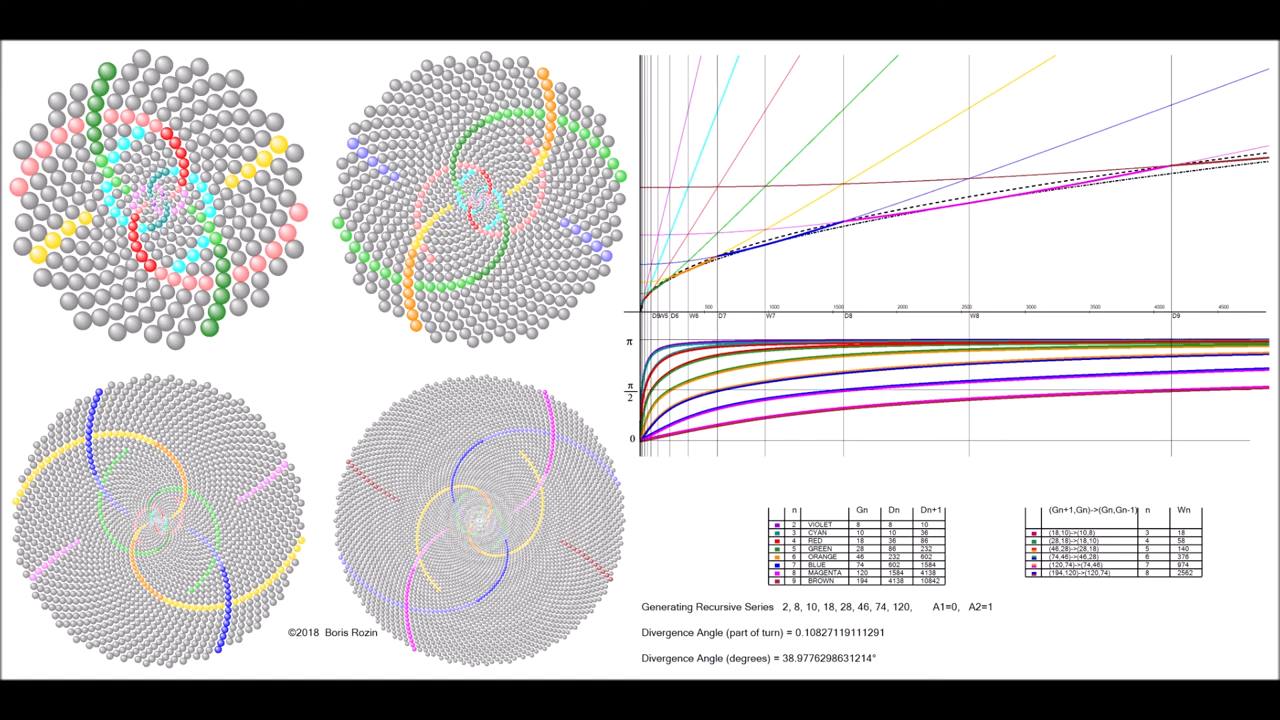 500 1000 1500 2000 2500 3000 3500 4000 4500
D5 W5 D6 W6 D7 W7 D8 W8 D9
π
π
2
0
n Gn Dn Dn+1
2 VIOLET 8 8 10
3 CYAN 10 10 36
4 RED 18 36 86
5 GREEN 28 86 232
6 ORANGE 46 232 602
7 BLUE 74 602 1584
8 MAGENTA 120 1584 4138
9 BROWN 194 4138 10842
(Gn+1,Gn)->(Gn,Gn-1) n Wn
(18,10)->(10,8) 3 18
(28,18)->(18,10) 4 58
(46,28)->(28,18) 5 140
(74,46)->(46,28) 6 376
(120,74)->(74,46) 7 974
(194,120)->(120,74) 8 2562
Generating Recursive Series 2, 8, 10, 18, 28, 46, 74, 120, A1=0, A2=1
©2018 Boris Rozin
Divergence Angle (part of turn) = 0.10827119111291
Divergence Angle (degrees) = 38.9776298631214°